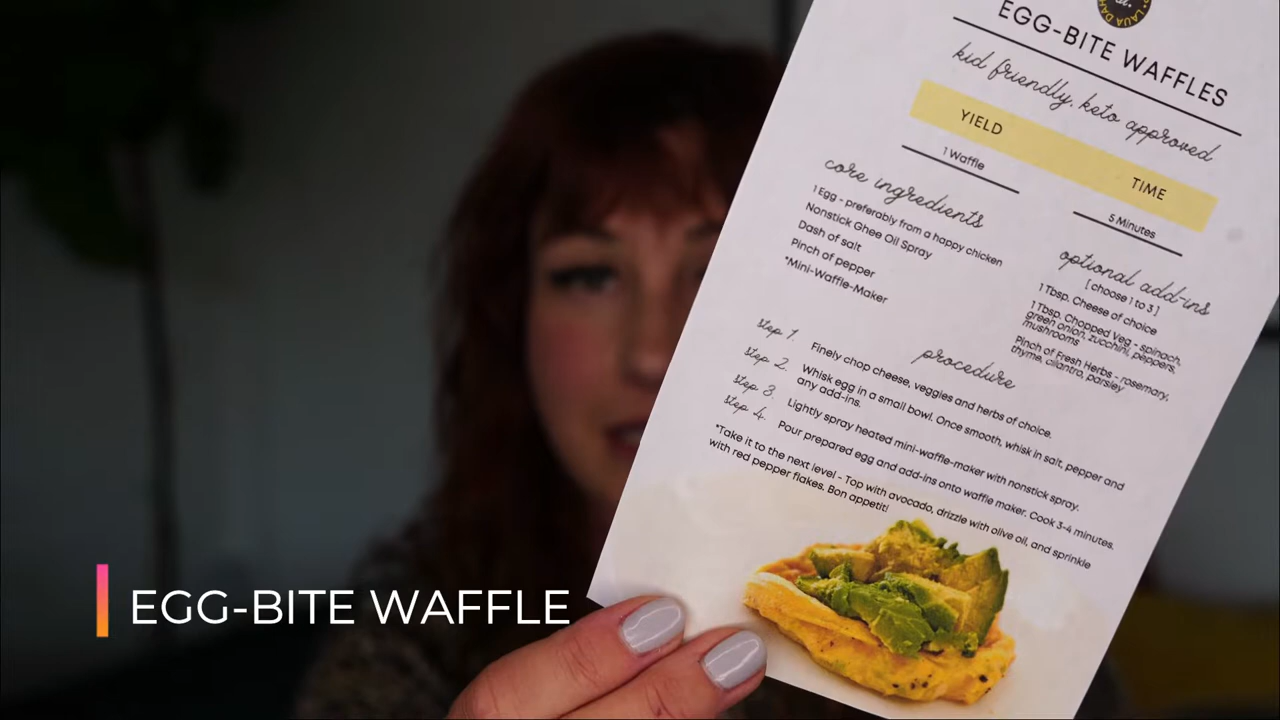 EGG-BITE WAFFLES
kid friendly, keto approved
YIELD
1 Waffle
TIME
5 Minutes
core ingredients
1 Egg - preferably from a happy chicken
Nonstick Ghee Oil Spray
Dash of salt
Pinch of pepper
*Mini-Waffle-Maker
optional add-ins
[ choose 1 to 3 ]
1 Tbsp. Cheese of choice
1 Tbsp. Chopped Veg - spinach,
green onion, zucchini, peppers,
mushrooms
Pinch of Fresh Herbs - rosemary,
thyme, cilantro, parsley
procedure
step 1. Finely chop cheese, veggies and herbs of choice.
step 2. Whisk egg in a small bowl. Once smooth, whisk in salt, pepper and
any add-ins.
step 3. Lightly spray heated mini-waffle-maker with nonstick spray.
step 4. Pour prepared egg and add-ins onto waffle maker. Cook 3-4 minutes.
*Take it to the next level - Top with avocado, drizzle with olive oil, and sprinkle
with red pepper flakes. Bon appetit!
EGG-BITE WAFFLE